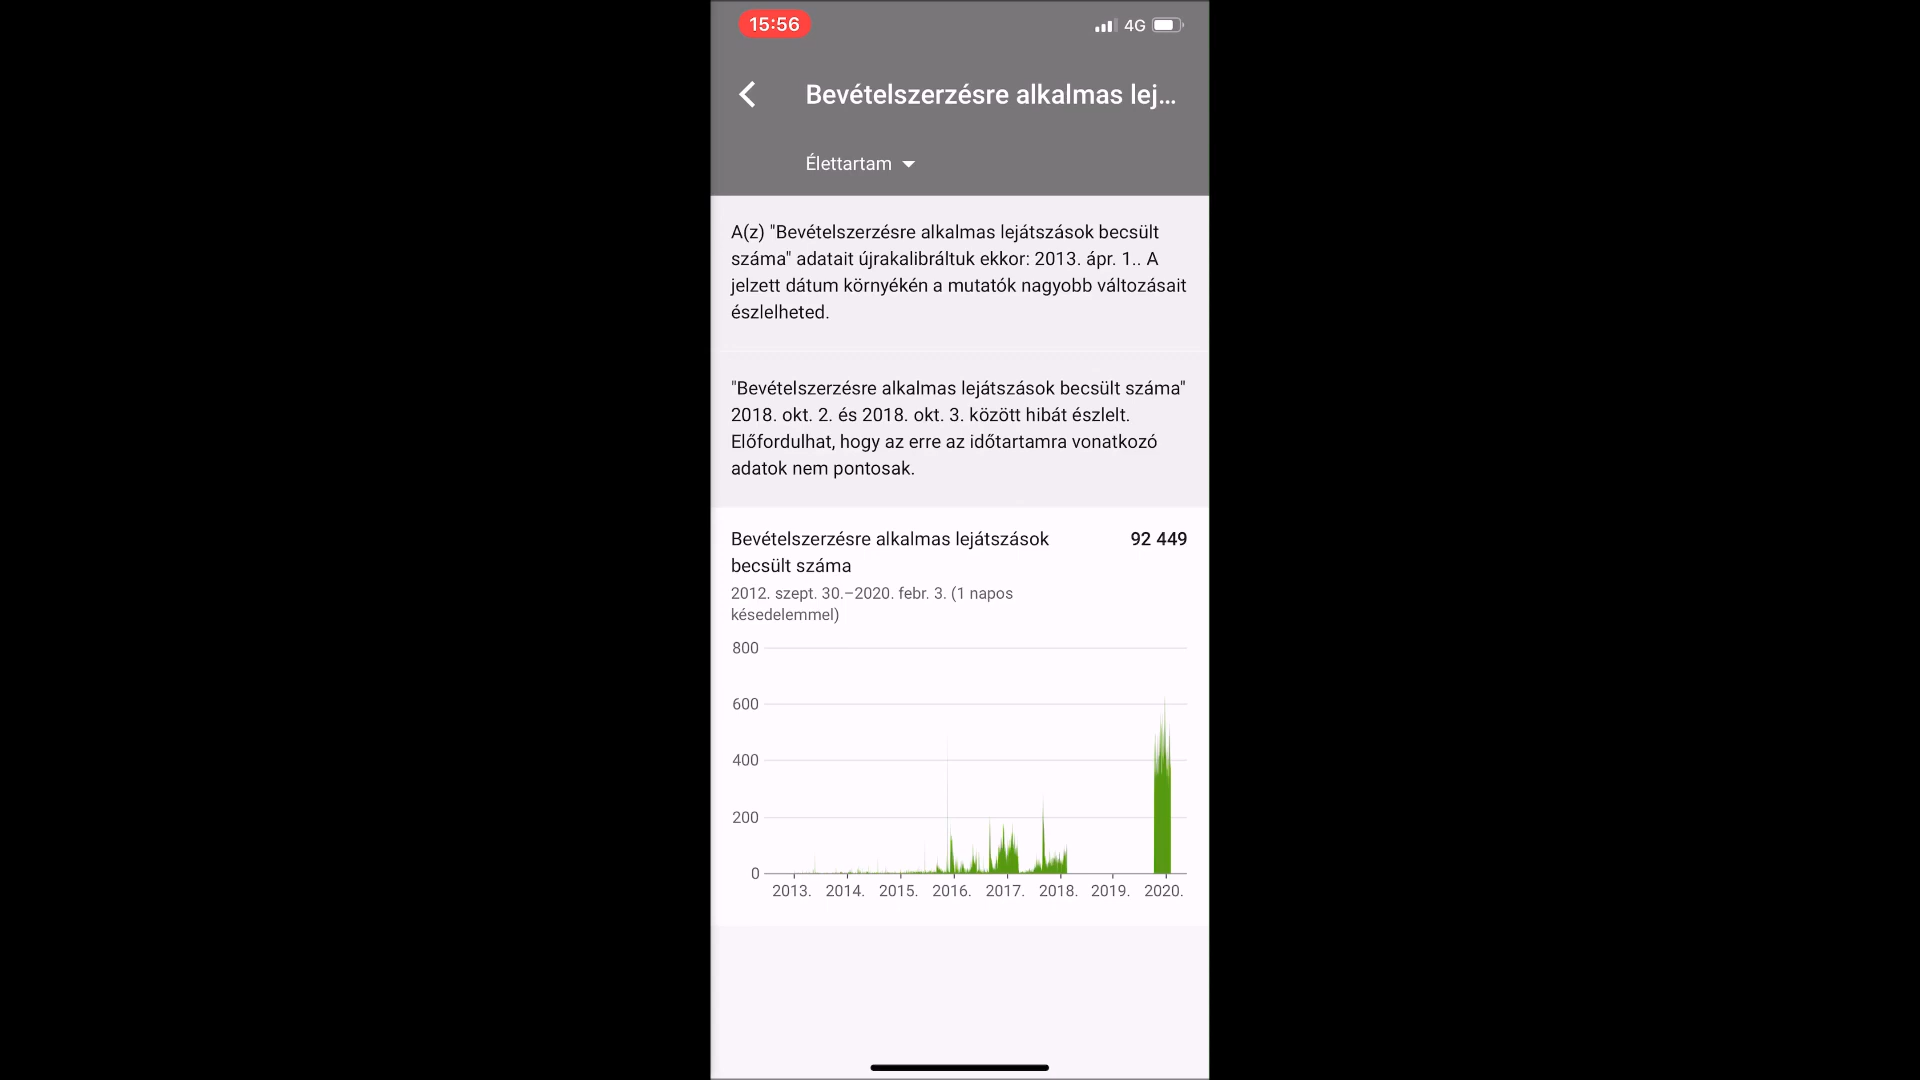 15:56
4G
Bevételszerzésre alkalmas lej...
Élettartam
A(z) "Bevételszerzésre alkalmas lejátszások becsült
száma" adatait újrakalibráltuk ekkor: 2013. ápr. 1.. A
jelzett dátum környékén a mutatók nagyobb változásait
észlelheted.
"Bevételszerzésre alkalmas lejátszások becsült száma"
2018. okt. 2. és 2018. okt. 3. között hibát észlelt.
Előfordulhat, hogy az erre az időtartamra vonatkozó
adatok nem pontosak.
Bevételszerzésre alkalmas lejátszások
becsült száma
92 449
2012. szept. 30.–2020. febr. 3. (1 napos
késedelemmel)
800
600
400
200
0
2013. 2014. 2015. 2016. 2017. 2018. 2019. 2020.